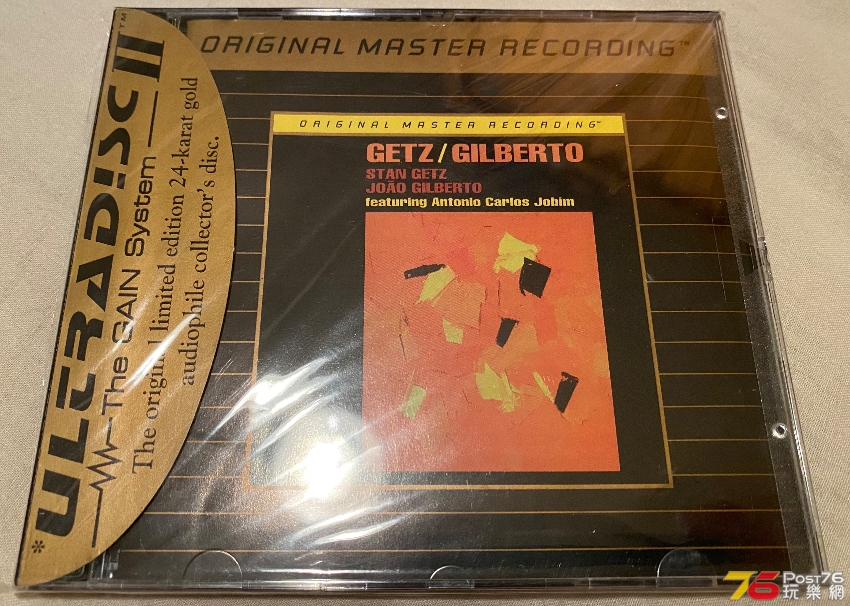 ORIGINAL MASTER RECORDING™
*ULTRADISC II™
The GAIN System
The original limited edition 24-karat gold
audiophile collector's disc.
ORIGINAL MASTER RECORDING™
GETZ/GILBERTO
STAN GETZ
JOÃO GILBERTO
featuring Antonio Carlos Jobim
76 Post76
玩樂網